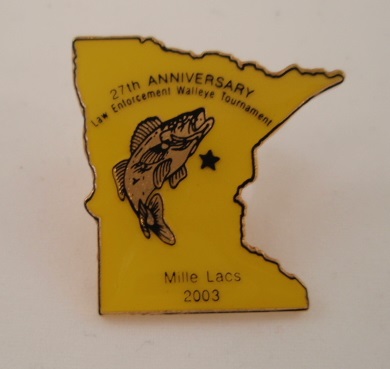 27th ANNIVERSARY
Law Enforcement Walleye Tournament
Mille Lacs
2003